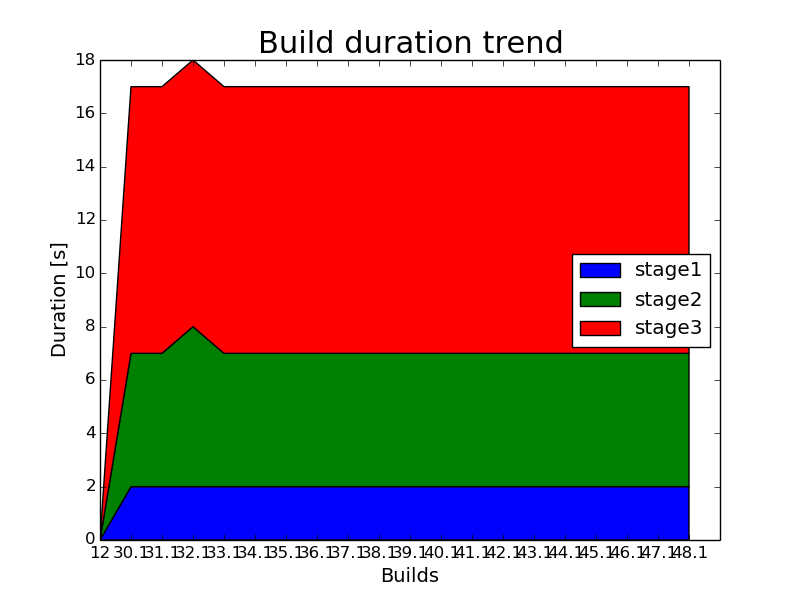 Build duration trend
18
16
14
12
10
8
6
4
2
0
Duration [s]
stage1
stage2
stage3
12 30.1 31.1 32.1 33.1 34.1 35.1 36.1 37.1 38.1 39.1 40.1 41.1 42.1 43.1 44.1 45.1 46.1 47.1 48.1
Builds